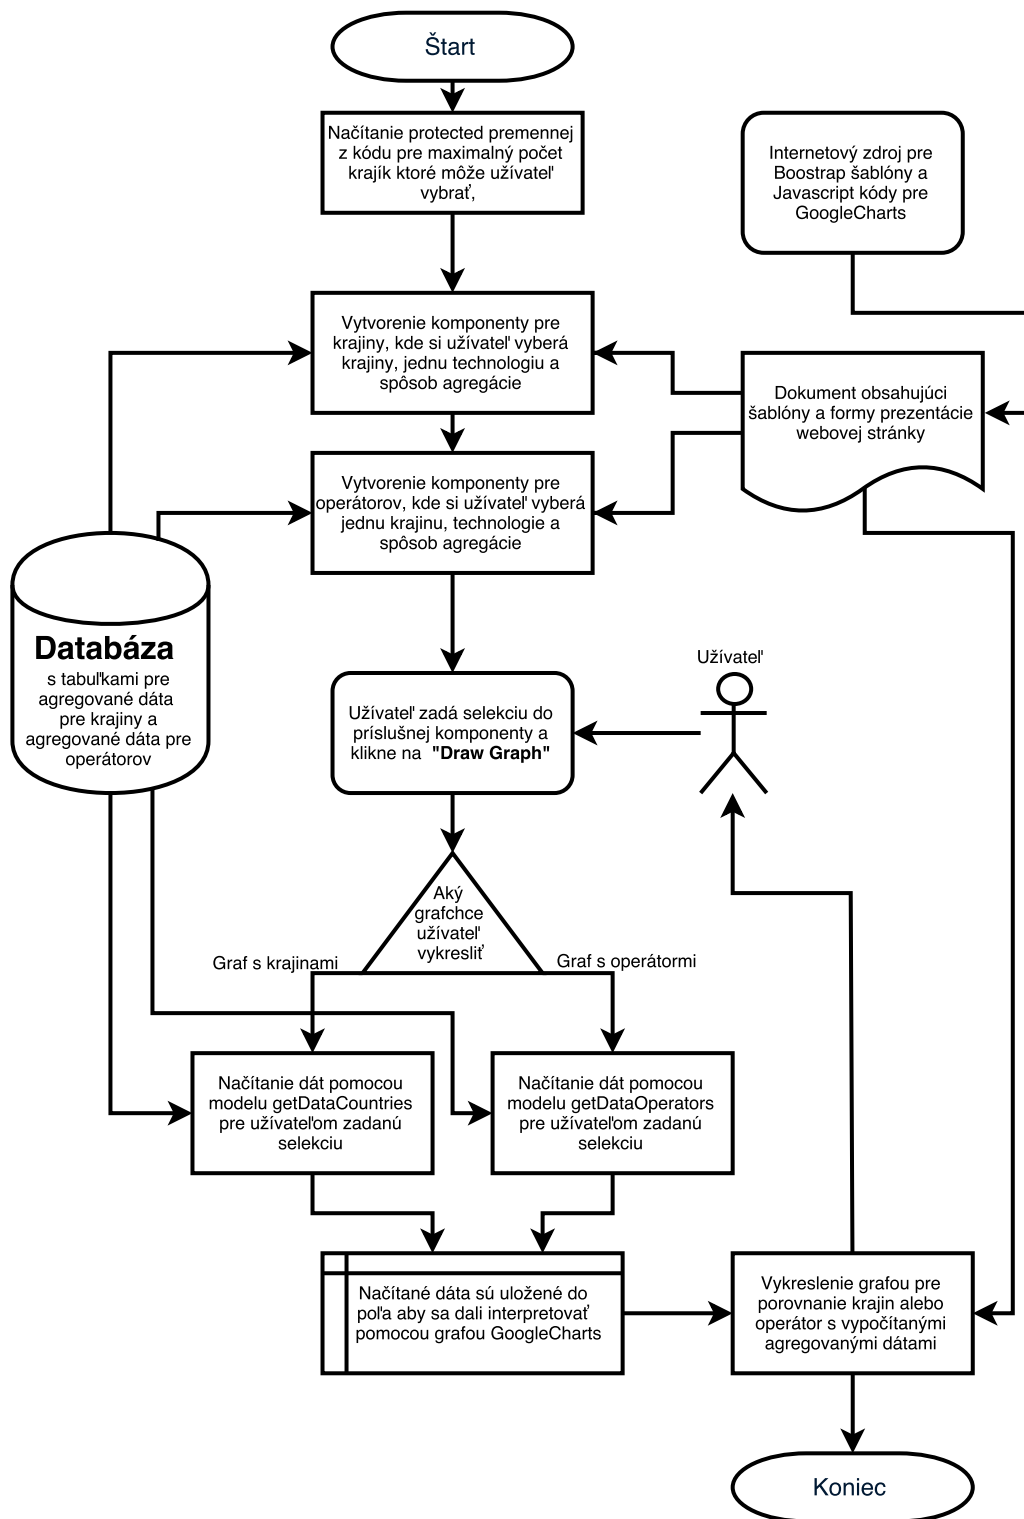 Štart
Načítanie protected premennej
z kódu pre maximalný počet
krajík ktoré môže užívateľ
vybrať,
Internetový zdroj pre
Boostrap šablóny a
Javascript kódy pre
GoogleCharts
Vytvorenie komponenty pre
krajiny, kde si užívateľ vyberá
krajiny, jednu technologiu a
spôsob agregácie
Dokument obsahujúci
šablóny a formy prezentácie
webovej stránky
Vytvorenie komponenty pre
operátorov, kde si užívateľ vyberá
jednu krajinu, technologie a
spôsob agregácie
Databáza
s tabuľkami pre
agregované dáta
pre krajiny a
agregované dáta pre
operátorov
Užívateľ
Užívateľ zadá selekciu do
príslušnej komponenty a
klikne na "Draw Graph"
Aký
grafchce
užívateľ
vykresliť
Graf s krajinami
Graf s operátormi
Načítanie dát pomocou
modelu getDataCountries
pre užívateľom zadanú
selekciu
Načítanie dát pomocou
modelu getDataOperators
pre užívateľom zadanú
selekciu
Načítané dáta sú uložené do
poľa aby sa dali interpretovať
pomocou grafou GoogleCharts
Vykreslenie grafou pre
porovnanie krajin alebo
operátor s vypočítanými
agregovanými dátami
Koniec